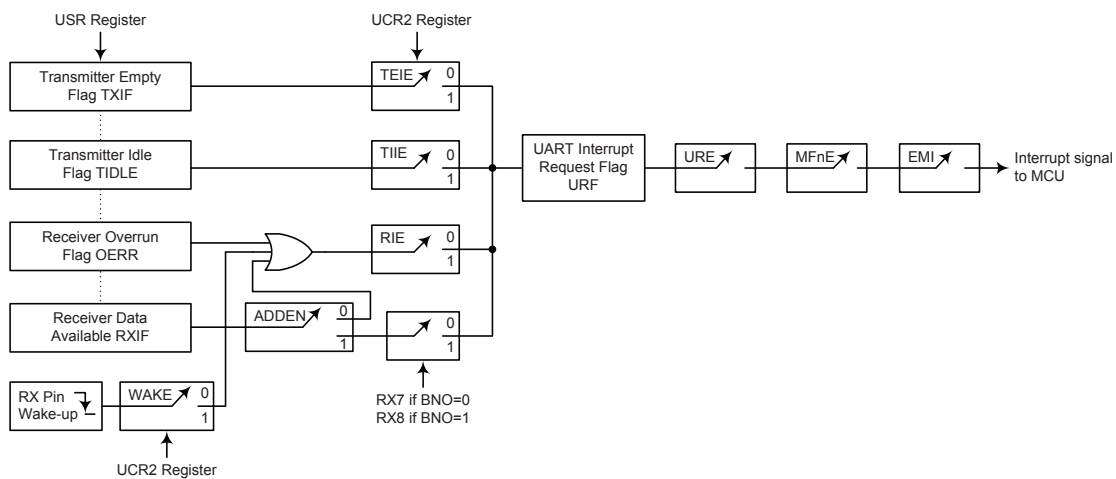 USR Register
UCR2 Register
Transmitter Empty
Flag TXIF
TEIE
0
1
Transmitter Idle
Flag TIDLE
TIIE
0
1
UART Interrupt
Request Flag
URF
URE
MFnE
EMI
Interrupt signal
to MCU
Receiver Overrun
Flag OERR
RIE
0
1
Receiver Data
Available RXIF
ADDEN
0
1
0
1
RX7 if BNO=0
RX8 if BNO=1
RX Pin
Wake-up
WAKE
0
1
UCR2 Register